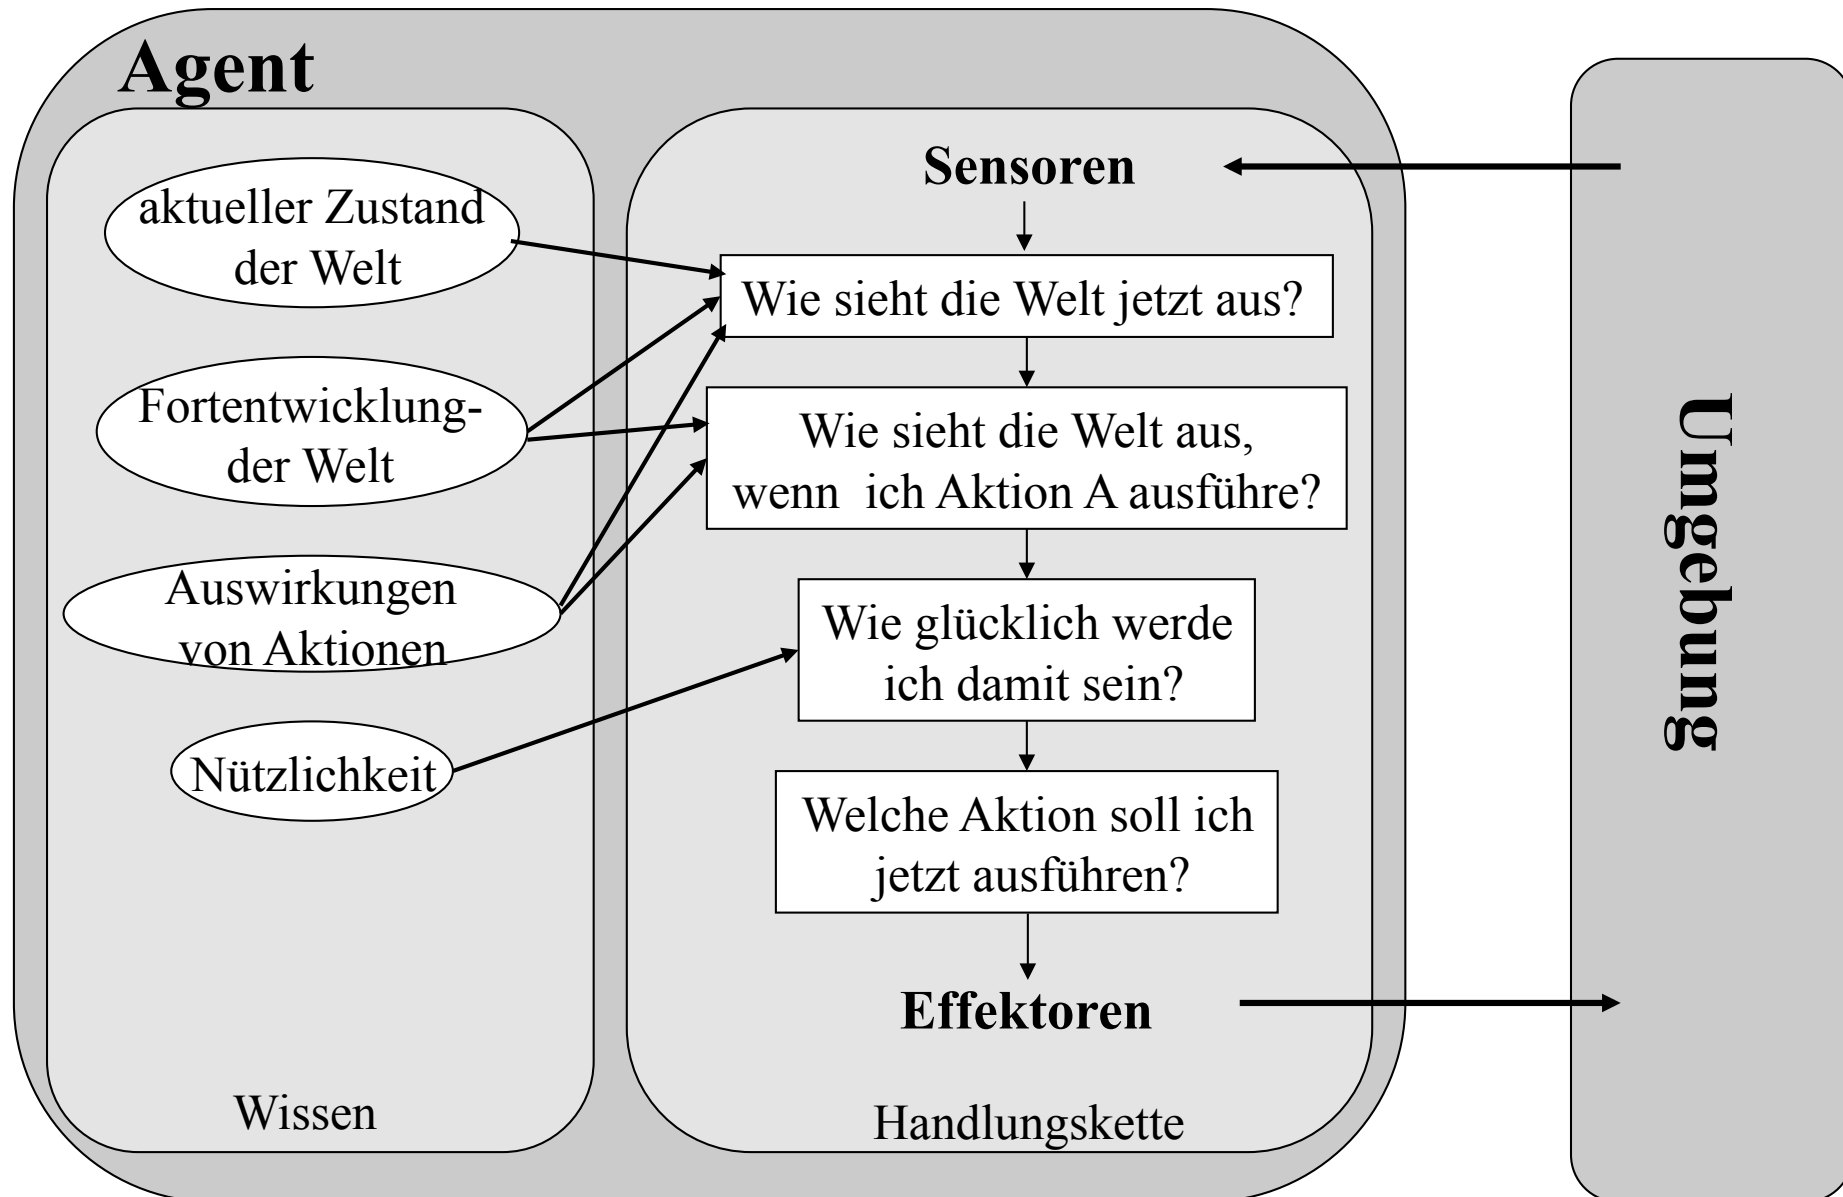 Agent
aktueller Zustand
der Welt
Fortentwicklung-
der Welt
Auswirkungen
von Aktionen
Nützlichkeit
Wissen
Sensoren
Wie sieht die Welt jetzt aus?
Wie sieht die Welt aus,
wenn ich Aktion A ausführe?
Wie glücklich werde
ich damit sein?
Welche Aktion soll ich
jetzt ausführen?
Effektoren
Handlungskette
Umgebung